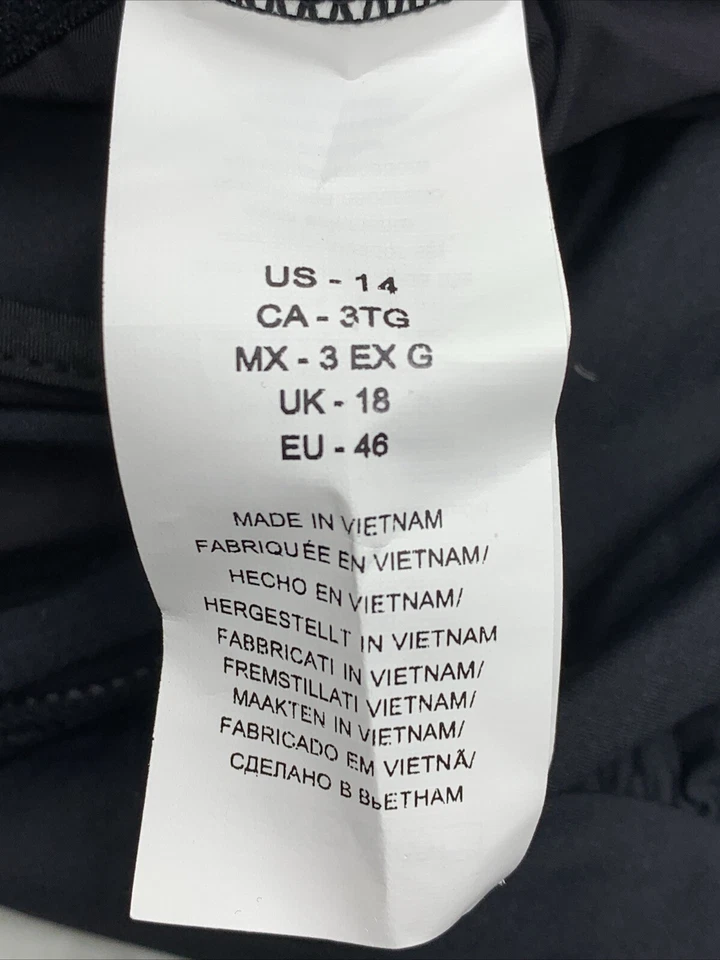 US - 14
CA - 3TG
MX - 3 EX G
UK - 18
EU - 46
MADE IN VIETNAM
FABRIQUÉE EN VIETNAM/
HECHO EN VIETNAM/
HERGESTELLT IN VIETNAM
FABBRICATI IN VIETNAM/
FREMSTILLATI VIETNAM/
MAAKTEN IN VIETNAM/
FABRICADO EM VIETNÃ/
СДЕЛАНО В ВЬЕТНАМ